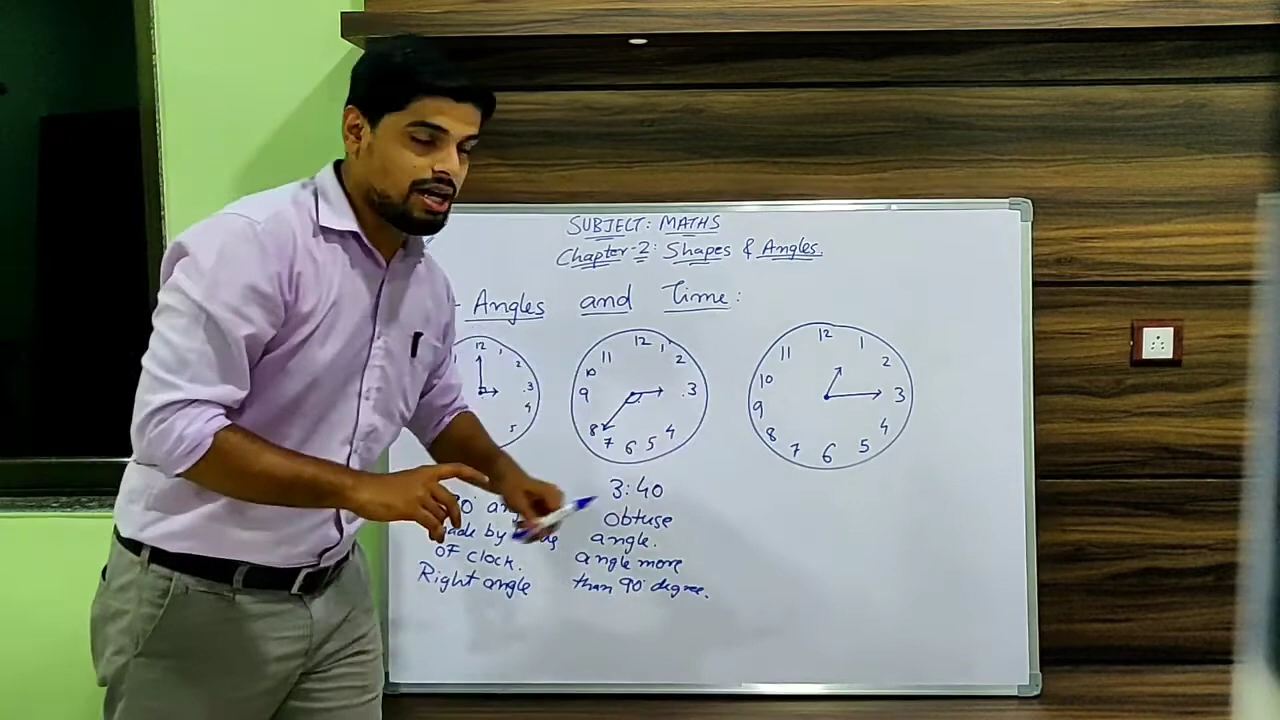 SUBJECT: MATHS
Chapter-2: Shapes & Angles.
Angles and Time:
12 1 2 3 4 5
12 1 2 3 4 5 6 7 8 9 10 11
12 1 2 3 4 5 6 7 8 9 10 11
3:40
Obtuse
angle.
angle more
than 90° degree.
made by
of clock.
Right angle